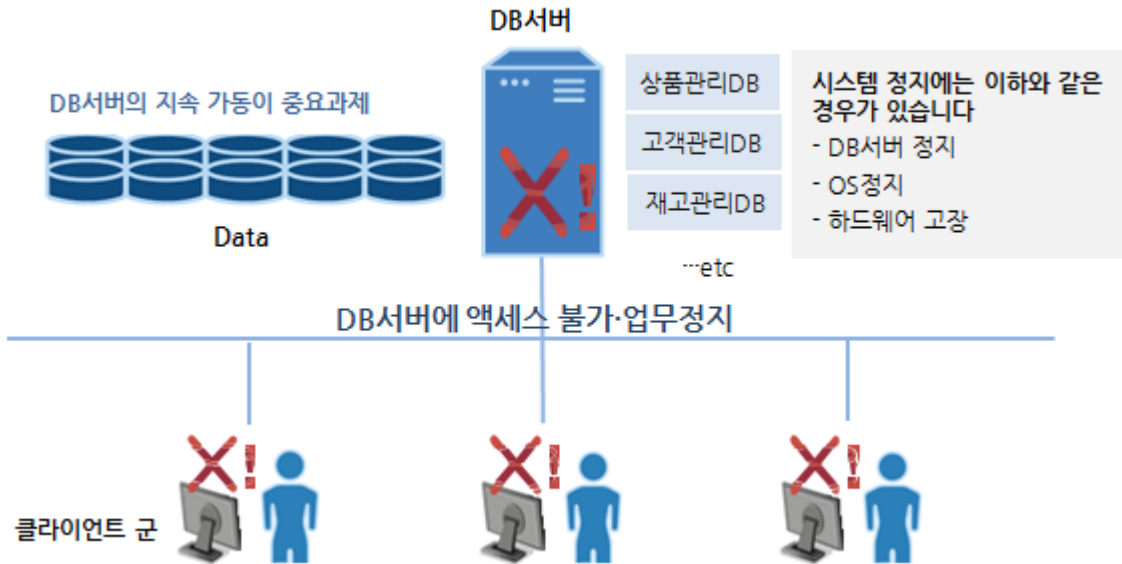 DB서버
DB서버의 지속 가동이 중요과제
Data
상품관리DB
고객관리DB
재고관리DB
···etc
시스템 정지에는 이하와 같은
경우가 있습니다
- DB서버 정지
- OS정지
- 하드웨어 고장
DB서버에 액세스 불가·업무정지
클라이언트 군